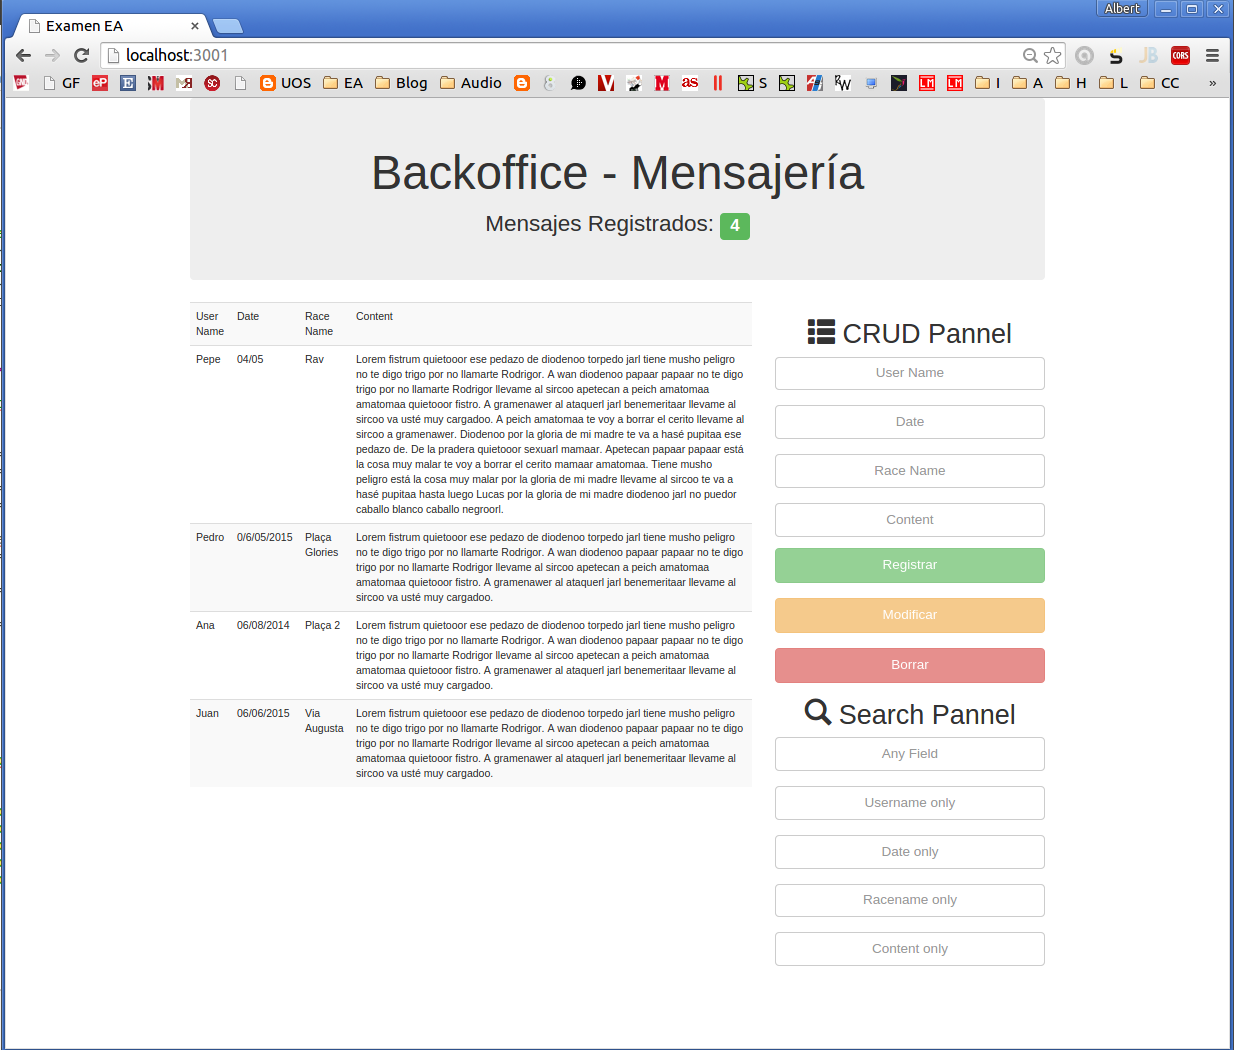 Albert
Examen EA
localhost:3001
GF UOS EA Blog Audio S I A H L CC »
Backoffice - Mensajería
Mensajes Registrados: 4
User Name Date Race Name Content
Pepe 04/05 Rav
Lorem fistrum quietooor ese pedazo de diodenoo torpedo jarl tiene musho peligro
no te digo trigo por no llamarte Rodrigor. A wan diodenoo papaar papaar no te digo
trigo por no llamarte Rodrigor llevame al sircoo apetecan a peich amatomaa
amatomaa quietooor fistro. A gramenawer al ataquerl jarl benemeritaar llevame al
sircoo va usté muy cargadoo. A peich amatomaa te voy a borrar el cerito llevame al
sircoo a gramenawer. Diodenoo por la gloria de mi madre te va a hasé pupitaa ese
pedazo de. De la pradera quietooor sexuarl mamaar. Apetecan papaar papaar está
la cosa muy malar te voy a borrar el cerito mamaar amatomaa. Tiene musho
peligro está la cosa muy malar por la gloria de mi madre llevame al sircoo te va a
hasé pupitaa hasta luego Lucas por la gloria de mi madre diodenoo jarl no puedor
caballo blanco caballo negroorl.
Pedro 0/6/05/2015 Plaça Glories
Lorem fistrum quietooor ese pedazo de diodenoo torpedo jarl tiene musho peligro
no te digo trigo por no llamarte Rodrigor. A wan diodenoo papaar papaar no te digo
trigo por no llamarte Rodrigor llevame al sircoo apetecan a peich amatomaa
amatomaa quietooor fistro. A gramenawer al ataquerl jarl benemeritaar llevame al
sircoo va usté muy cargadoo.
Ana 06/08/2014 Plaça 2
Lorem fistrum quietooor ese pedazo de diodenoo torpedo jarl tiene musho peligro
no te digo trigo por no llamarte Rodrigor. A wan diodenoo papaar papaar no te digo
trigo por no llamarte Rodrigor llevame al sircoo apetecan a peich amatomaa
amatomaa quietooor fistro. A gramenawer al ataquerl jarl benemeritaar llevame al
sircoo va usté muy cargadoo.
Juan 06/06/2015 Via Augusta
Lorem fistrum quietooor ese pedazo de diodenoo torpedo jarl tiene musho peligro
no te digo trigo por no llamarte Rodrigor. A wan diodenoo papaar papaar no te digo
trigo por no llamarte Rodrigor llevame al sircoo apetecan a peich amatomaa
amatomaa quietooor fistro. A gramenawer al ataquerl jarl benemeritaar llevame al
sircoo va usté muy cargadoo.
CRUD Pannel
User Name
Date
Race Name
Content
Registrar
Modificar
Borrar
Search Pannel
Any Field
Username only
Date only
Racename only
Content only